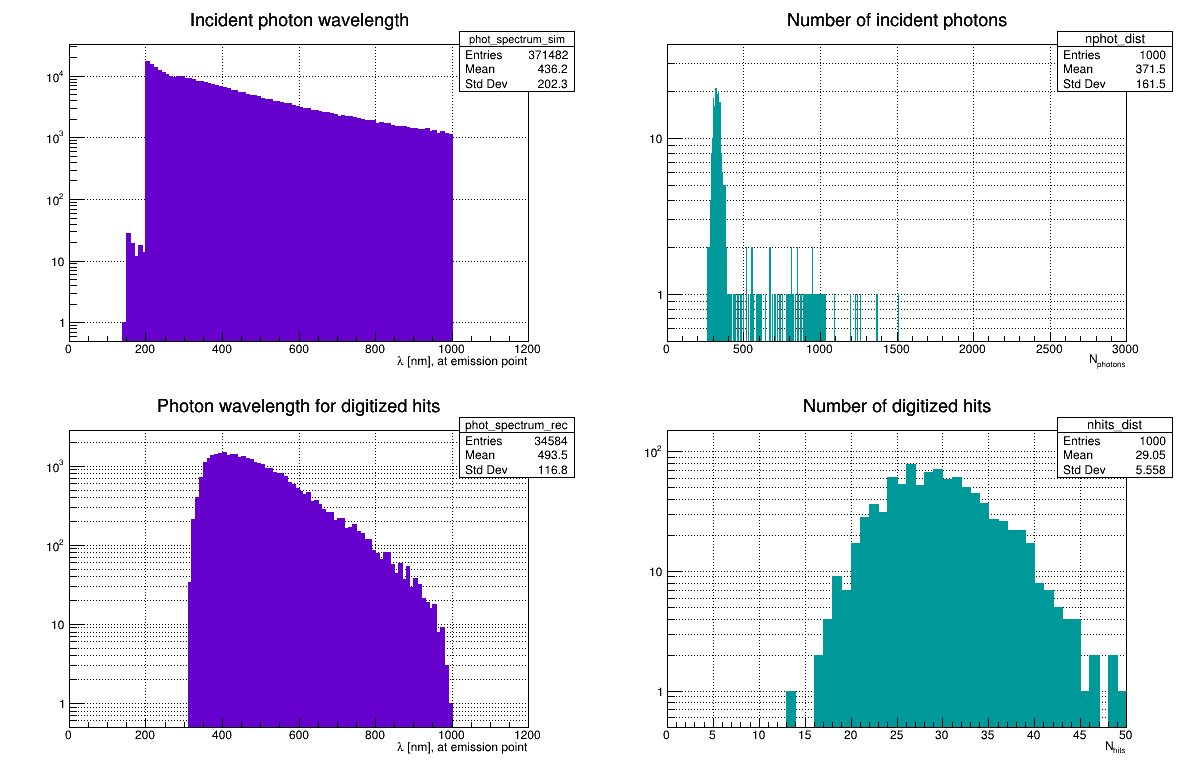 Incident photon wavelength
phot_spectrum_sim
Entries 371482
Mean 436.2
Std Dev 202.3
10⁴
10³
10²
10
1
0 200 400 600 800 1000 1200
λ [nm], at emission point
Number of incident photons
nphot_dist
Entries 1000
Mean 371.5
Std Dev 161.5
10
1
0 500 1000 1500 2000 2500 3000
Nphotons
Photon wavelength for digitized hits
phot_spectrum_rec
Entries 34584
Mean 493.5
Std Dev 116.8
10³
10²
10
1
0 200 400 600 800 1000 1200
λ [nm], at emission point
Number of digitized hits
nhits_dist
Entries 1000
Mean 29.05
Std Dev 5.558
10²
10
1
0 5 10 15 20 25 30 35 40 45 50
Nhits